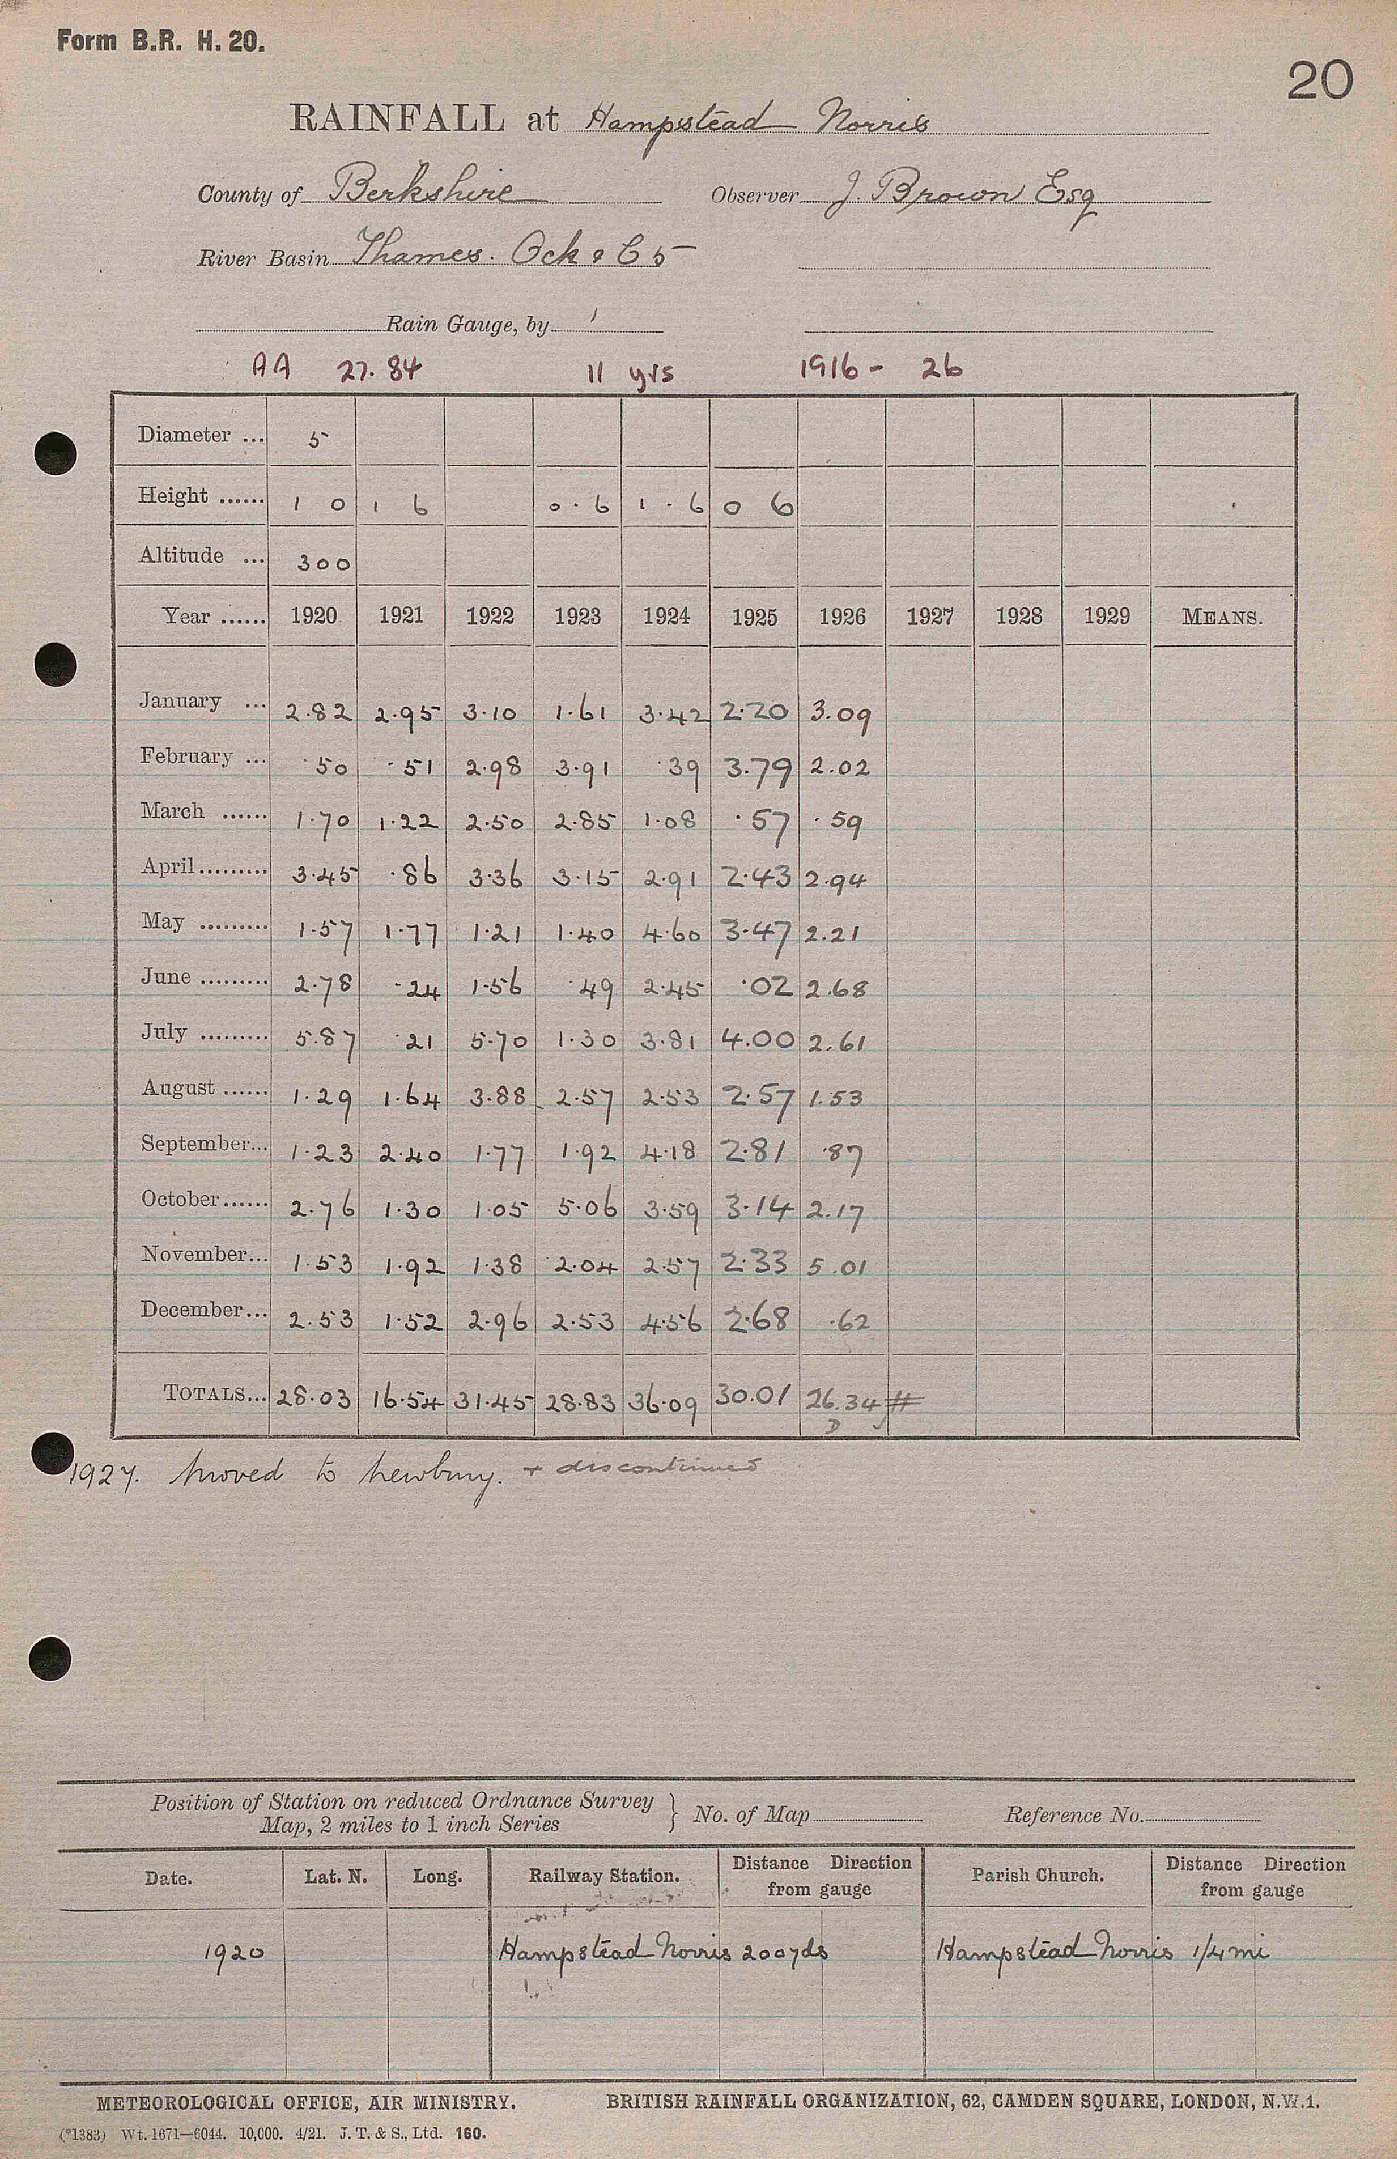 Form B.R. H. 20.
20
RAINFALL at Hampstead Norris
County of Berkshire Observer J. Brown Esq
River Basin Thames. Ock & C 5
Rain Gauge, by
AA 27.84 11 yrs 1916 - 26
Diameter ... 5
Height ...... 1 0 1 6 0.6 1.6 0 6
Altitude ... 300
Year ...... 1920 1921 1922 1923 1924 1925 1926 1927 1928 1929 MEANS.
January ... 2.82 2.95 3.10 1.61 3.42 2.20 3.09
February ... .50 .51 2.98 3.91 .39 3.79 2.02
March ...... 1.70 1.22 2.50 2.85 1.08 .57 .59
April ......... 3.45 .86 3.36 3.15 2.91 2.43 2.94
May ......... 1.57 1.77 1.21 1.40 4.60 3.47 2.21
June ......... 2.78 .24 1.56 .49 2.45 .02 2.68
July ......... 5.87 .21 5.70 1.30 3.81 4.00 2.61
August ...... 1.29 1.64 3.88 2.57 2.53 2.57 1.53
September... 1.23 2.40 1.77 1.92 4.18 2.81 .87
October ...... 2.76 1.30 1.05 5.06 3.59 3.14 2.17
November... 1.53 1.92 1.38 2.04 2.57 2.33 5.01
December... 2.53 1.52 2.96 2.53 4.56 2.68 .62
TOTALS... 28.03 16.54 31.45 28.83 36.09 30.01 26.34 #
D
1927. Moved to Newbury. + discontinued
Position of Station on reduced Ordnance Survey
Map, 2 miles to 1 inch Series } No. of Map Reference No.
Date. Lat. N. Long. Railway Station. Distance Direction from gauge Parish Church. Distance Direction from gauge
1920 Hampstead Norris 200yds Hampstead Norris 1/4 mi
METEOROLOGICAL OFFICE, AIR MINISTRY. BRITISH RAINFALL ORGANIZATION, 62, CAMDEN SQUARE, LONDON, N.W.1.
(*1383) Wt. 1671—6044. 10,000. 4/21. J. T. & S., Ltd. 160.